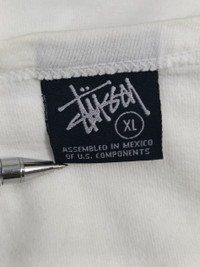 Stüssy
XL
ASSEMBLED IN MEXICO
OF U.S. COMPONENTS